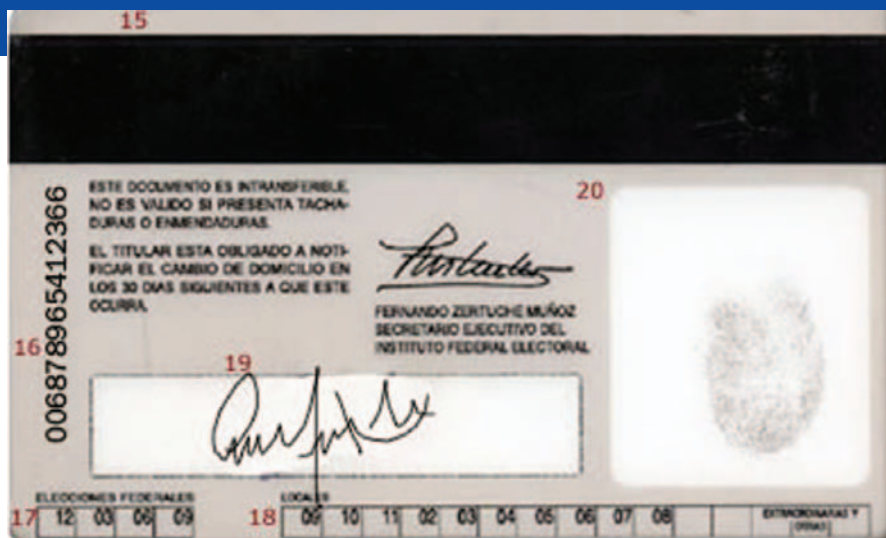 15
ESTE DOCUMENTO ES INTRANSFERIBLE,
NO ES VALIDO SI PRESENTA TACHA-
DURAS O ENMENDADURAS.
EL TITULAR ESTA OBLIGADO A NOTI-
FICAR EL CAMBIO DE DOMICILIO EN
LOS 30 DIAS SIGUIENTES A QUE ESTE
OCURRA.
20
FERNANDO ZERTUCHE MUÑOZ
SECRETARIO EJECUTIVO DEL
INSTITUTO FEDERAL ELECTORAL
16
006878965412366
19
ELECCIONES FEDERALES
LOCALES
EXTRAORDINARIAS Y
OTRAS
17 12 03 06 09
18 09 10 11 02 03 04 05 06 07 08